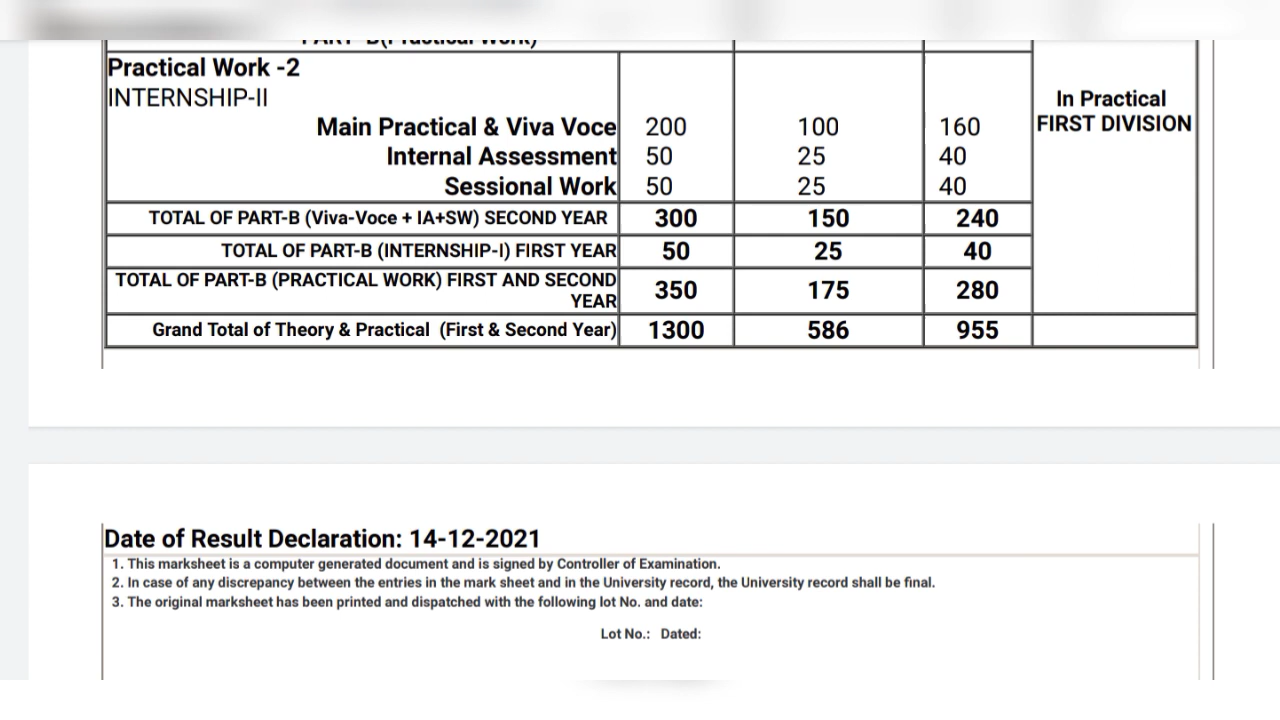 Practical Work -2
INTERNSHIP-II
In Practical
FIRST DIVISION
Main Practical & Viva Voce 200 100 160
Internal Assessment 50 25 40
Sessional Work 50 25 40
TOTAL OF PART-B (Viva-Voce + IA+SW) SECOND YEAR 300 150 240
TOTAL OF PART-B (INTERNSHIP-I) FIRST YEAR 50 25 40
TOTAL OF PART-B (PRACTICAL WORK) FIRST AND SECOND
YEAR 350 175 280
Grand Total of Theory & Practical (First & Second Year) 1300 586 955
Date of Result Declaration: 14-12-2021
1. This marksheet is a computer generated document and is signed by Controller of Examination.
2. In case of any discrepancy between the entries in the mark sheet and in the University record, the University record shall be final.
3. The original marksheet has been printed and dispatched with the following lot No. and date:
Lot No.: Dated: